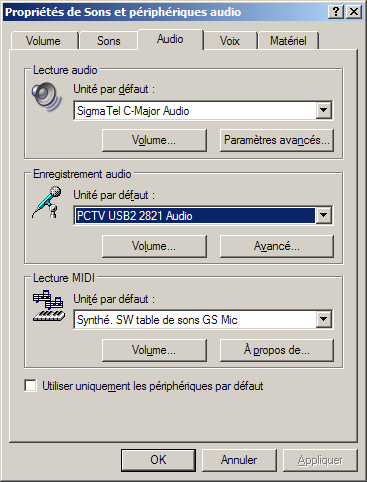 Propriétés de Sons et périphériques audio
Volume
Sons
Audio
Voix
Matériel
Lecture audio
Unité par défaut :
SigmaTel C-Major Audio
Volume...
Paramètres avancés...
Enregistrement audio
Unité par défaut :
PCTV USB2 2821 Audio
Volume...
Avancé...
Lecture MIDI
Unité par défaut :
Synthé. SW table de sons GS Mic
Volume...
À propos de...
Utiliser uniquement les périphériques par défaut
OK
Annuler
Appliquer